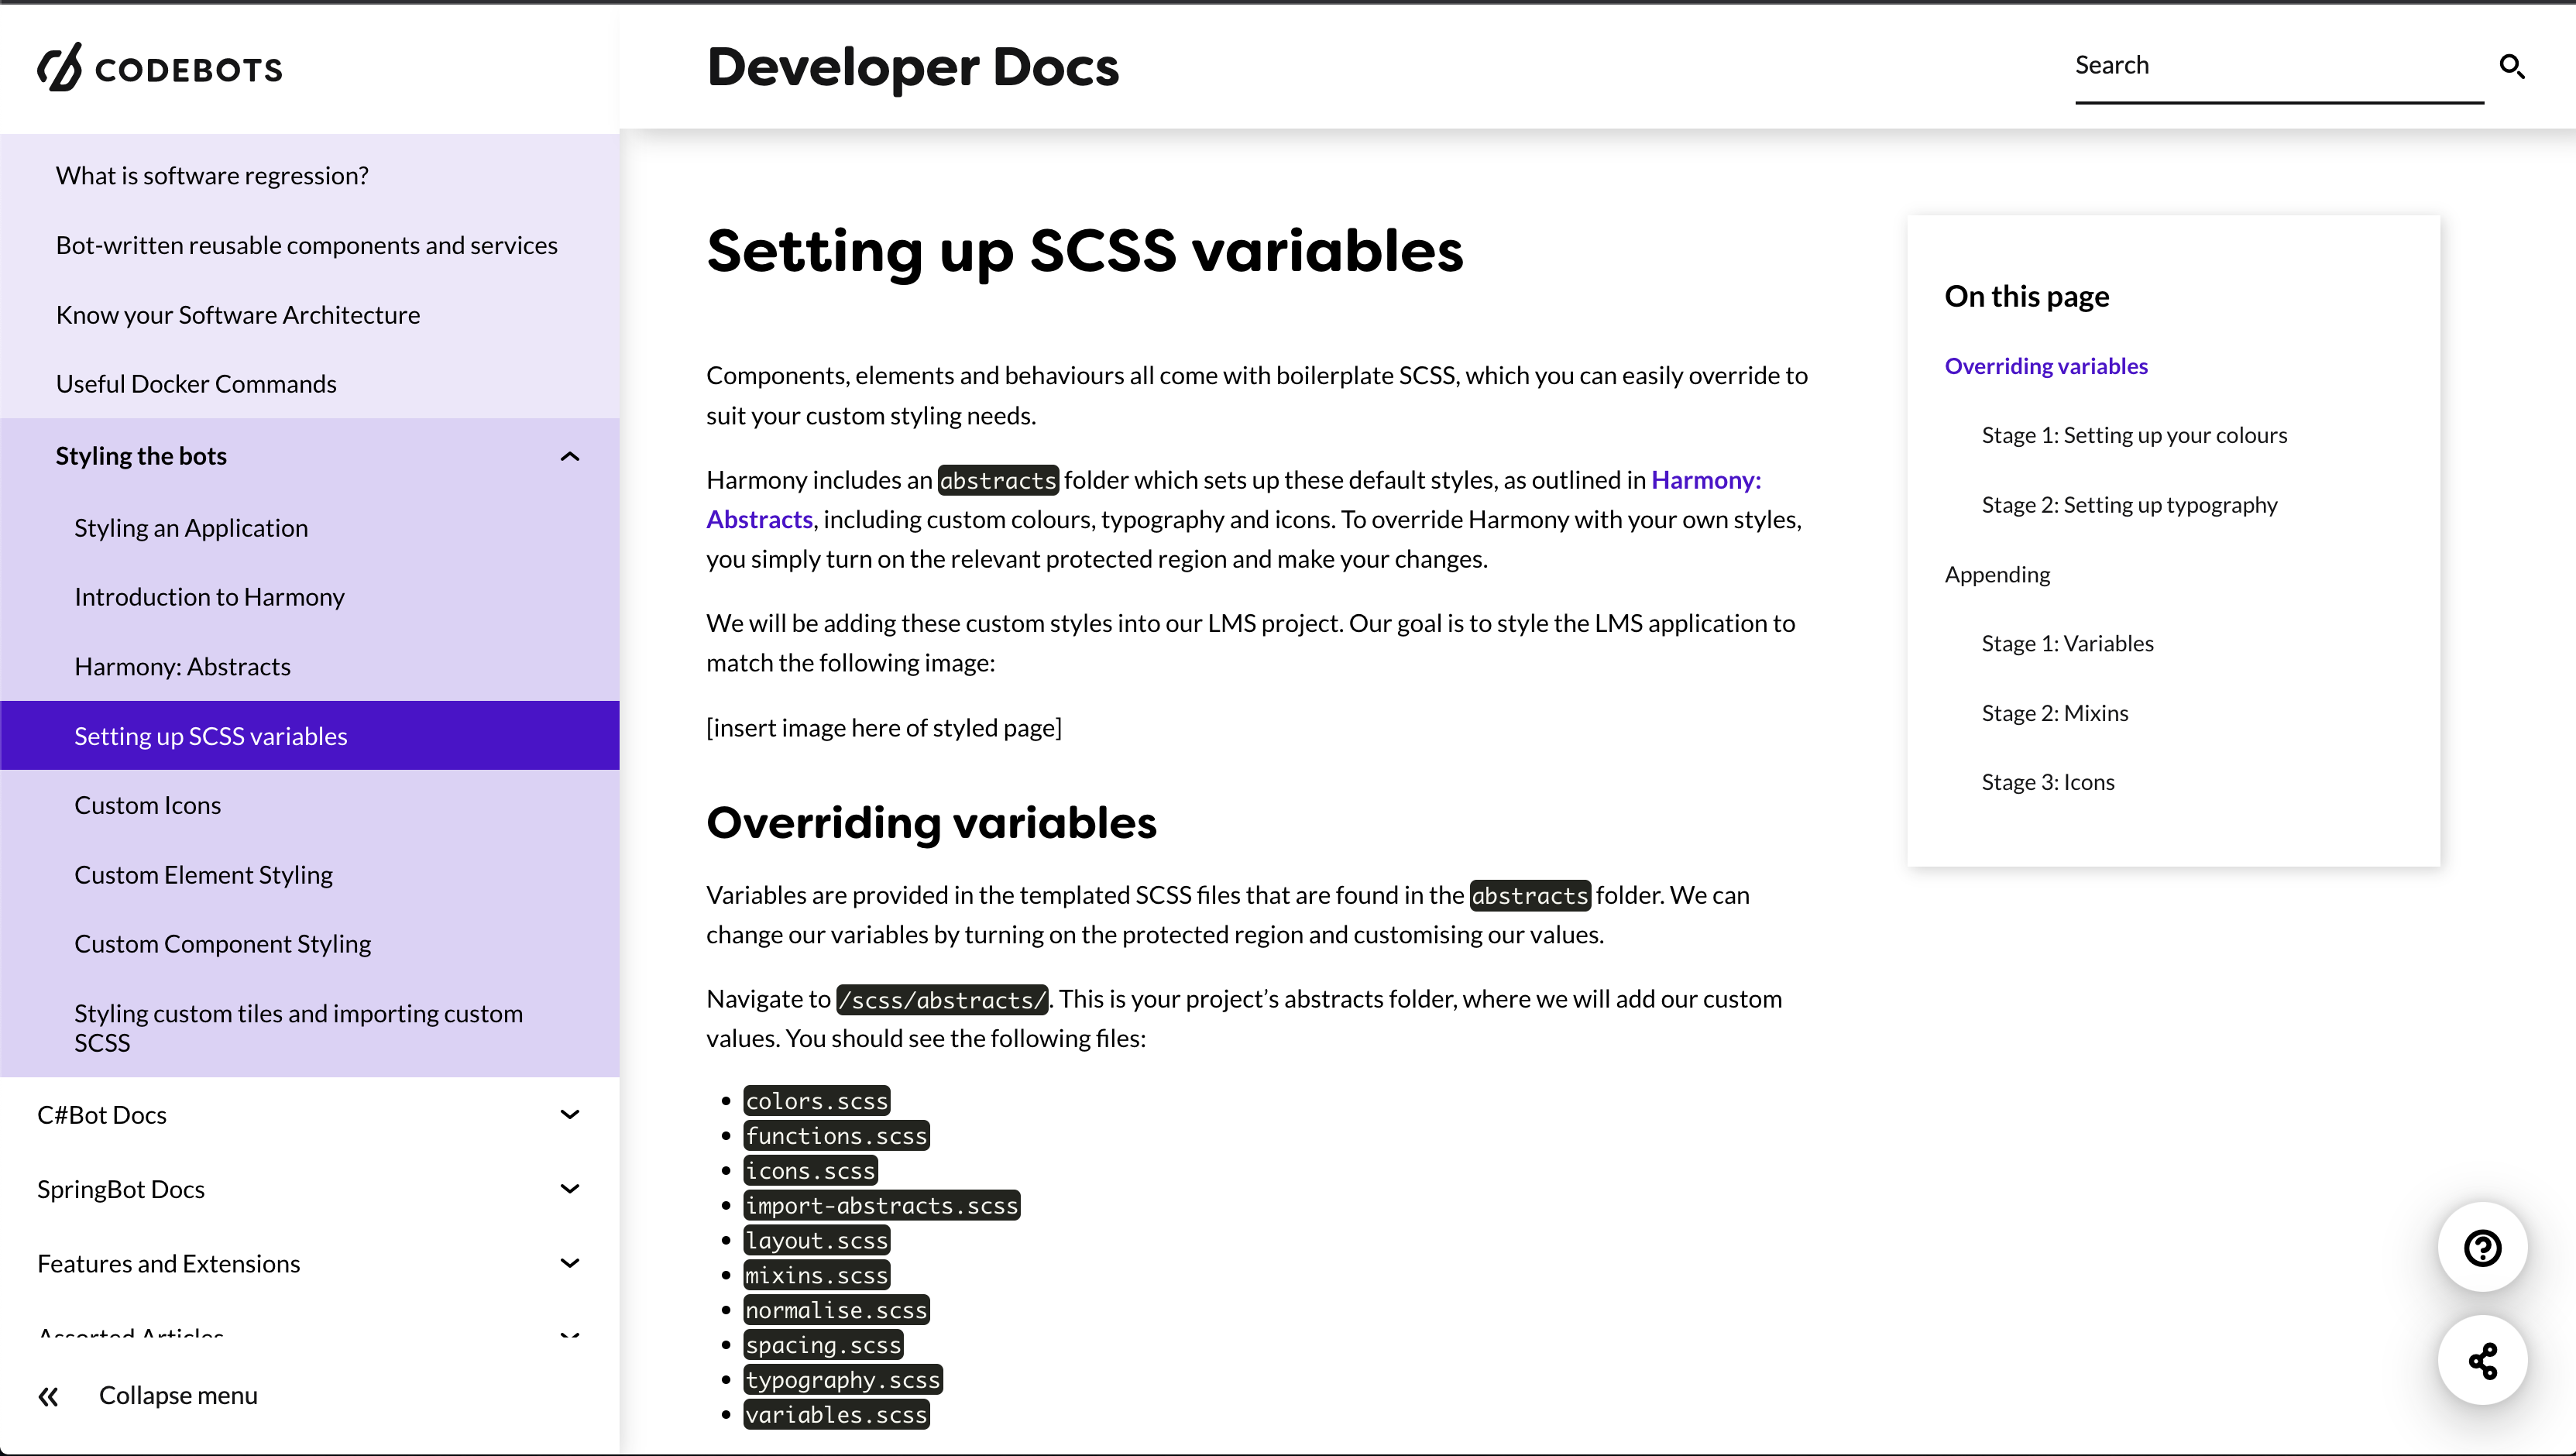 CODEBOTS
Developer Docs
Search
What is software regression?
Bot-written reusable components and services
Know your Software Architecture
Useful Docker Commands
Styling the bots
Styling an Application
Introduction to Harmony
Harmony: Abstracts
Setting up SCSS variables
Custom Icons
Custom Element Styling
Custom Component Styling
Styling custom tiles and importing custom
SCSS
C#Bot Docs
SpringBot Docs
Features and Extensions
Assorted Articles
Collapse menu
Setting up SCSS variables
Components, elements and behaviours all come with boilerplate SCSS, which you can easily override to
suit your custom styling needs.
Harmony includes an abstracts folder which sets up these default styles, as outlined in Harmony:
Abstracts, including custom colours, typography and icons. To override Harmony with your own styles,
you simply turn on the relevant protected region and make your changes.
We will be adding these custom styles into our LMS project. Our goal is to style the LMS application to
match the following image:
[insert image here of styled page]
Overriding variables
Variables are provided in the templated SCSS files that are found in the abstracts folder. We can
change our variables by turning on the protected region and customising our values.
Navigate to /scss/abstracts/. This is your project’s abstracts folder, where we will add our custom
values. You should see the following files:
• colors.scss
• functions.scss
• icons.scss
• import-abstracts.scss
• layout.scss
• mixins.scss
• normalise.scss
• spacing.scss
• typography.scss
• variables.scss
On this page
Overriding variables
Stage 1: Setting up your colours
Stage 2: Setting up typography
Appending
Stage 1: Variables
Stage 2: Mixins
Stage 3: Icons